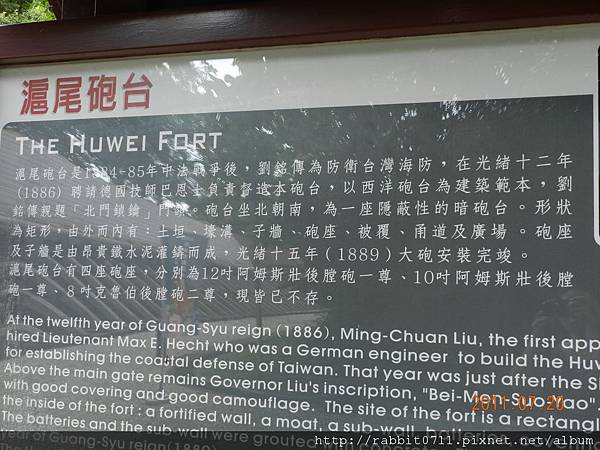 滬尾砲台
THE HUWEI FORT
滬尾砲台是1884-85年中法戰爭後，劉銘傳為防衛台灣海防，在光緒十二年
(1886) 聘請德國技師巴恩士負責督造本砲台，以西洋砲台為建築範本，劉
銘傳親題「北門鎖鑰」門額。砲台坐北朝南，為一座隱蔽性的暗砲台。形狀
為矩形，由外而內有：土垣、壕溝、子牆、砲座、被覆、甬道及廣場。砲座
及子牆是由昂貴鐵水泥灌鑄而成，光緒十五年 (1889) 大砲安裝完竣。
滬尾砲台有四座砲座，分別為12吋阿姆斯壯後膛砲一尊、10吋阿姆斯壯後膛
砲一尊、8吋克魯伯後膛砲二尊，現皆已不存。
At the twelfth year of Guang-Syu reign (1886), Ming-Chuan Liu, the first app
hired Lieutenant Max E. Hecht who was a German engineer to build the Huw
for establishing the coastal defense of Taiwan. That year was just after the Si
Above the main gate remains Governor Liu's inscription, "Bei-Men-Suo-Yao".
with good covering and good camouflage. The site of the fort is a rectangl
the inside of the fort : a fortified wall, a moat, a sub-wall, batteries,
The batteries and the sub-wall were grouted with concrete.
year of Guang-Syu reign(1889)
2011.07.20
http://rabbit0711.pixnet.net/album